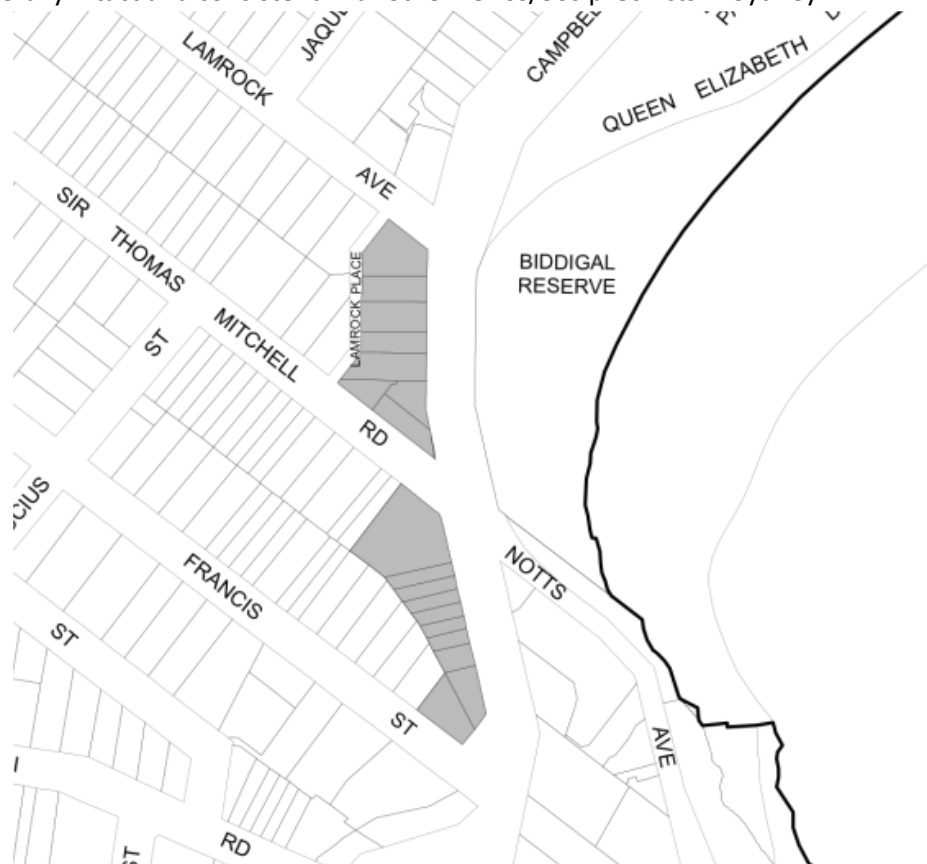 LAMROCK
AVE
CAMPBE
QUEEN ELIZABETH
BIDDIGAL
RESERVE
LAMROCK PLACE
SIR THOMAS MITCHELL RD
ST
FRANCIS ST
NOTTS AVE
ST
RD
ST